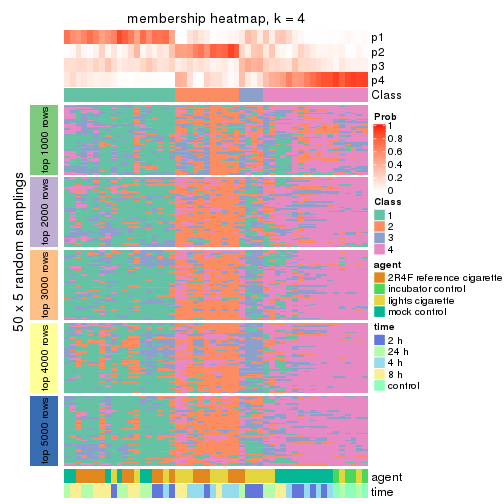 membership heatmap, k = 4
p1
p2
p3
p4
Class
50 x 5 random samplings
top 1000 rows
top 2000 rows
top 3000 rows
top 4000 rows
top 5000 rows
Prob
1
0.8
0.6
0.4
0.2
0
Class
1
2
3
4
agent
2R4F reference cigarette
incubator control
lights cigarette
mock control
time
2 h
24 h
4 h
8 h
control
agent
time